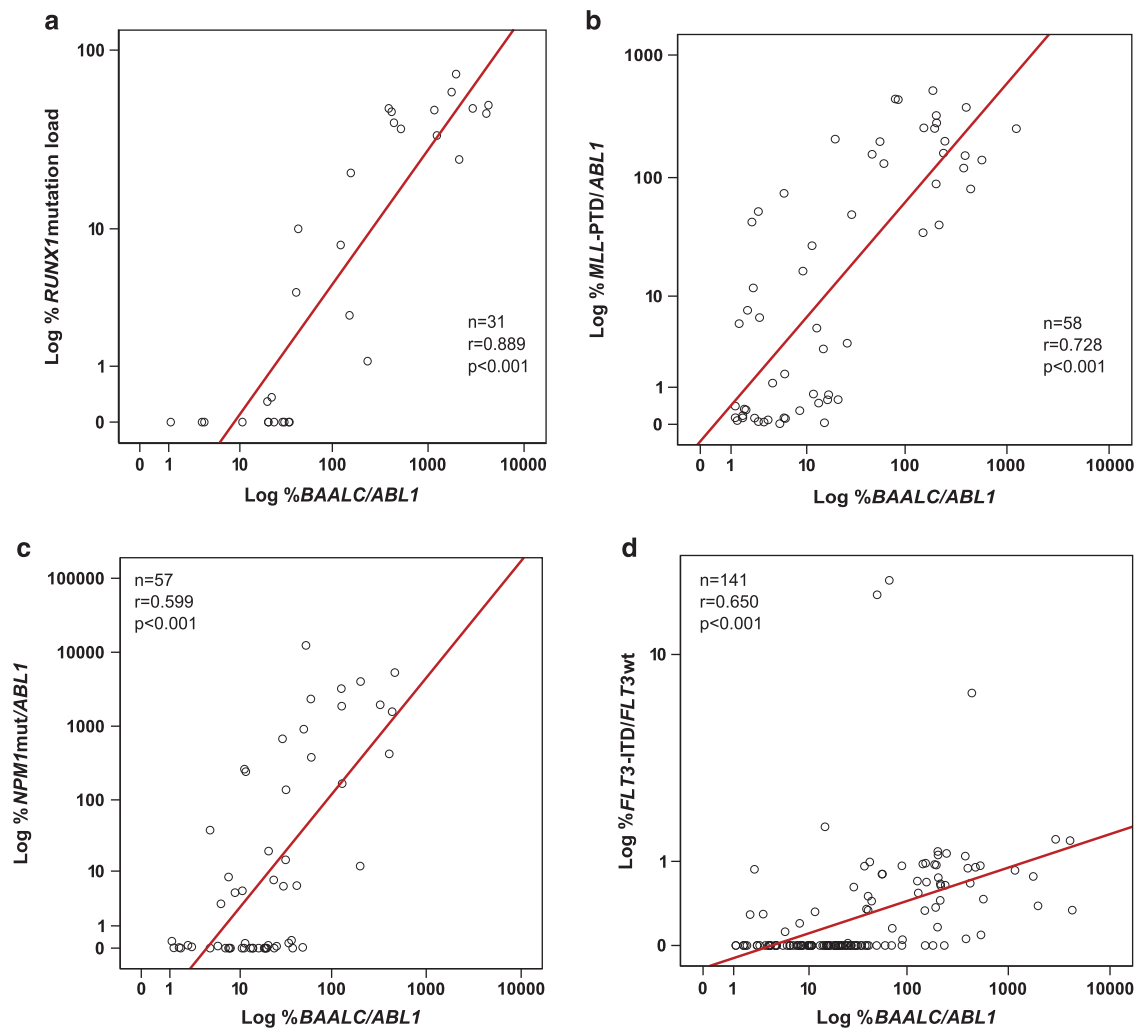 a
Log % RUNX1 mutation load
100
10
1
0
n=31
r=0.889
p<0.001
0 1 10 100 1000 10000
Log %BAALC/ABL1
b
Log % MLL-PTD/ABL1
1000
100
10
1
0
n=58
r=0.728
p<0.001
0 1 10 100 1000 10000
Log %BAALC/ABL1
c
Log % NPM1mut/ABL1
100000
10000
1000
100
10
1
0
n=57
r=0.599
p<0.001
0 1 10 100 1000 10000
Log %BAALC/ABL1
d
Log %FLT3-ITD/FLT3wt
10
1
0
n=141
r=0.650
p<0.001
0 1 10 100 1000 10000
Log %BAALC/ABL1